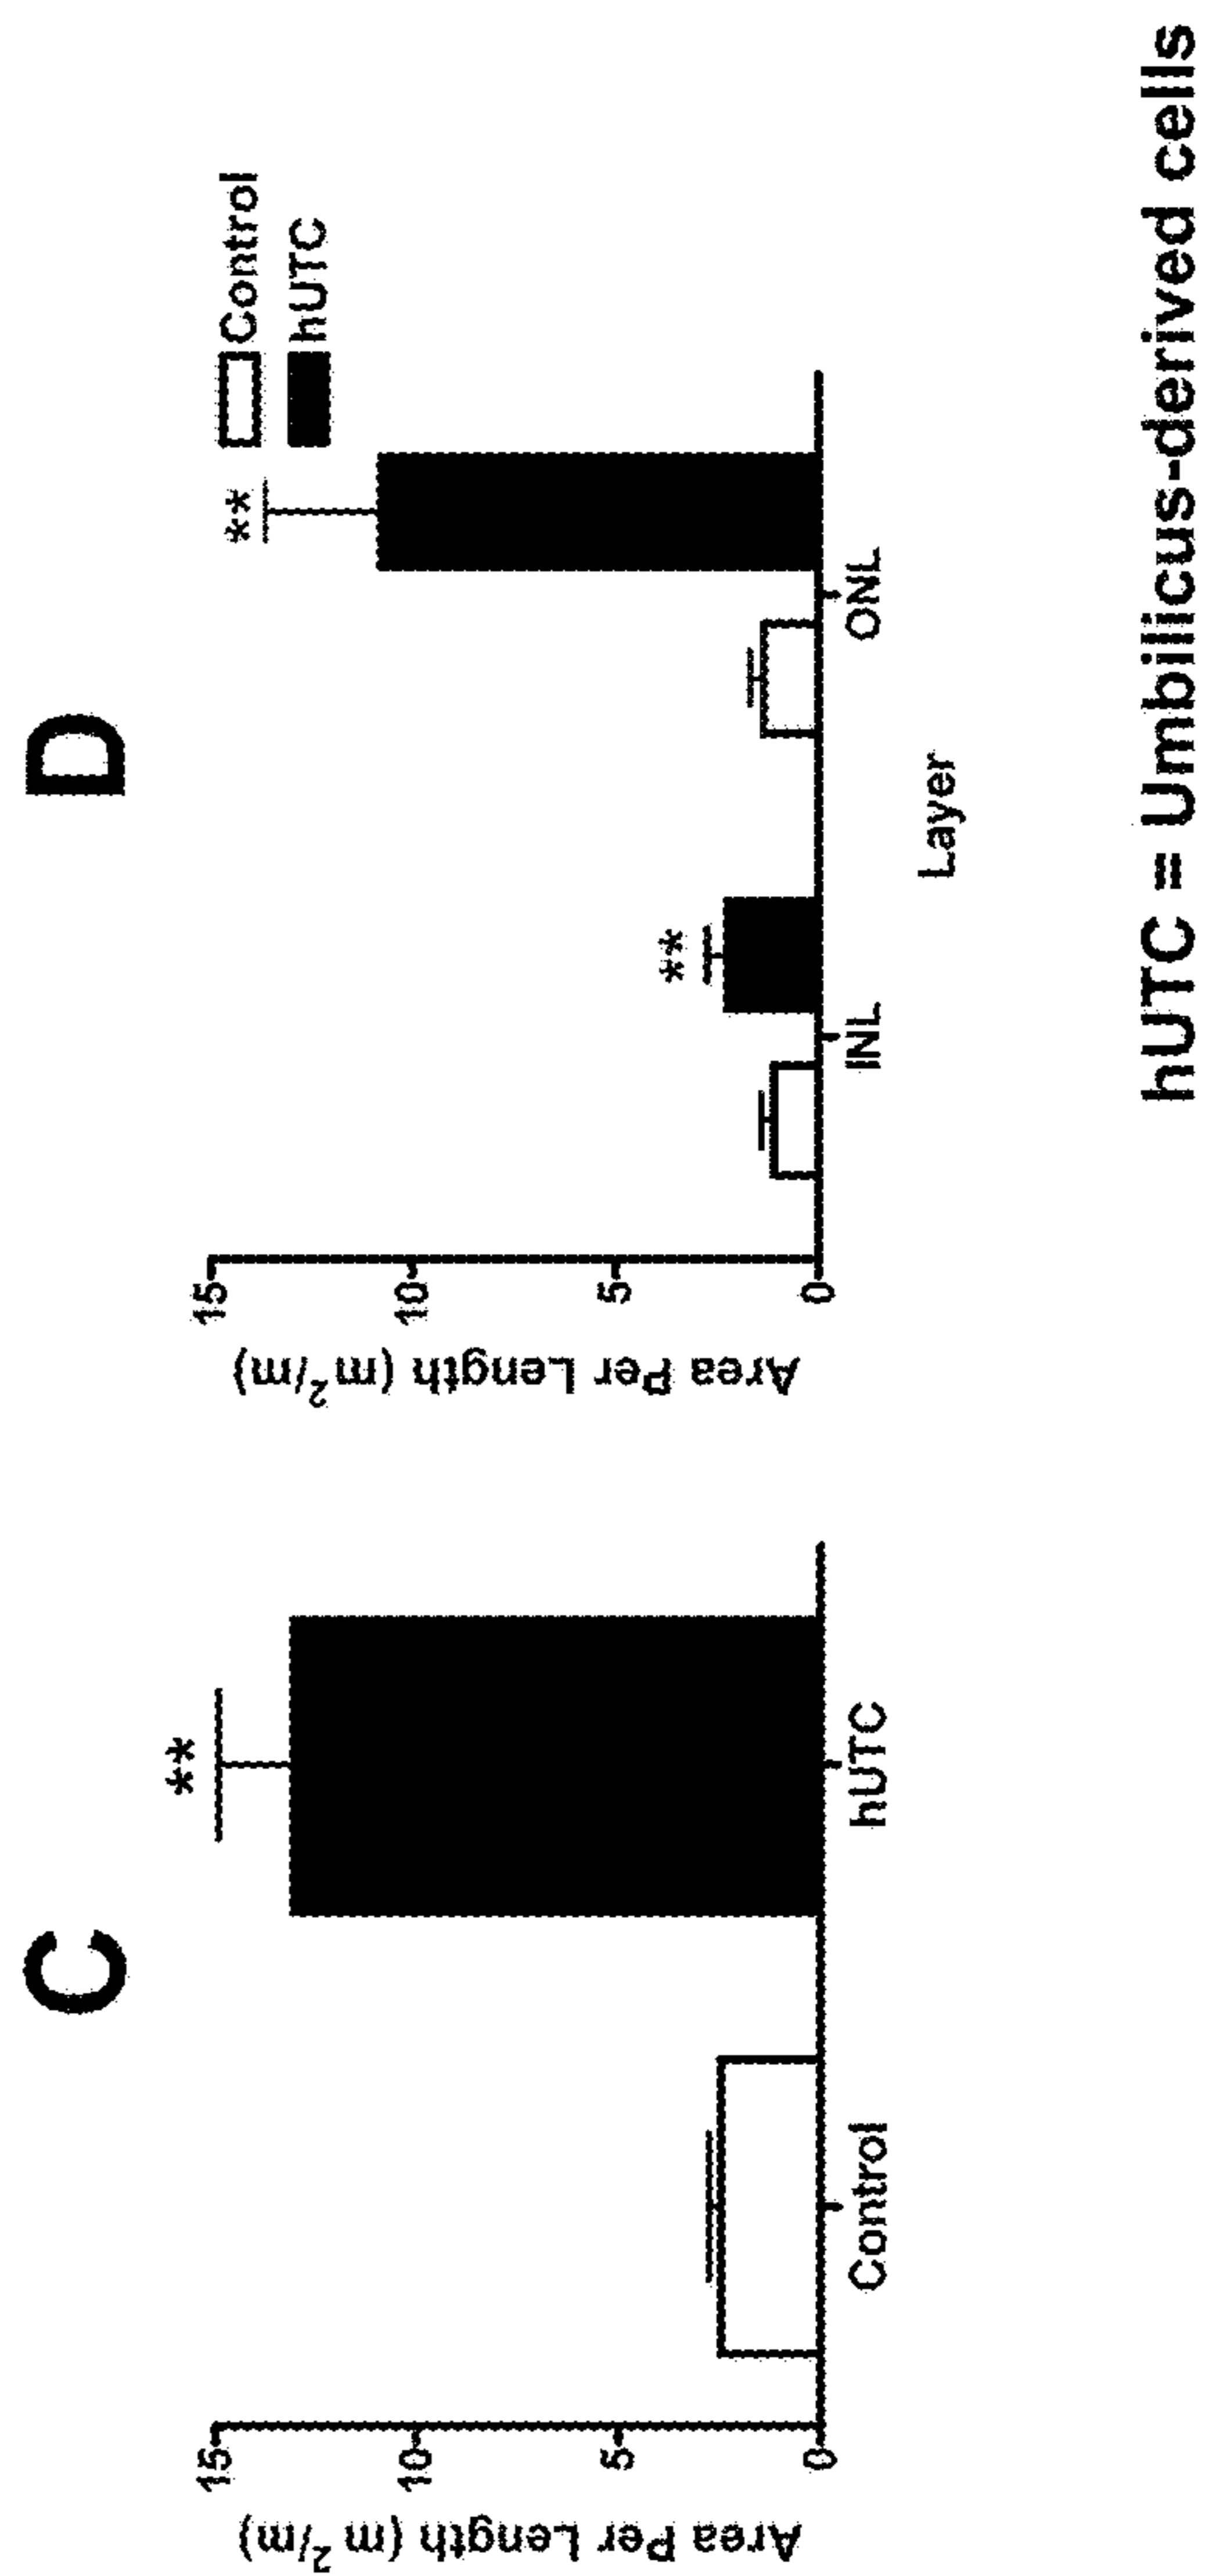 C
Area Per Length (m²/m)
15
10
5
0
**
Control
hUTC
D
Area Per Length (m²/m)
15
10
5
0
**
**
Control
hUTC
INL
ONL
Layer
hUTC = Umbilicus-derived cells